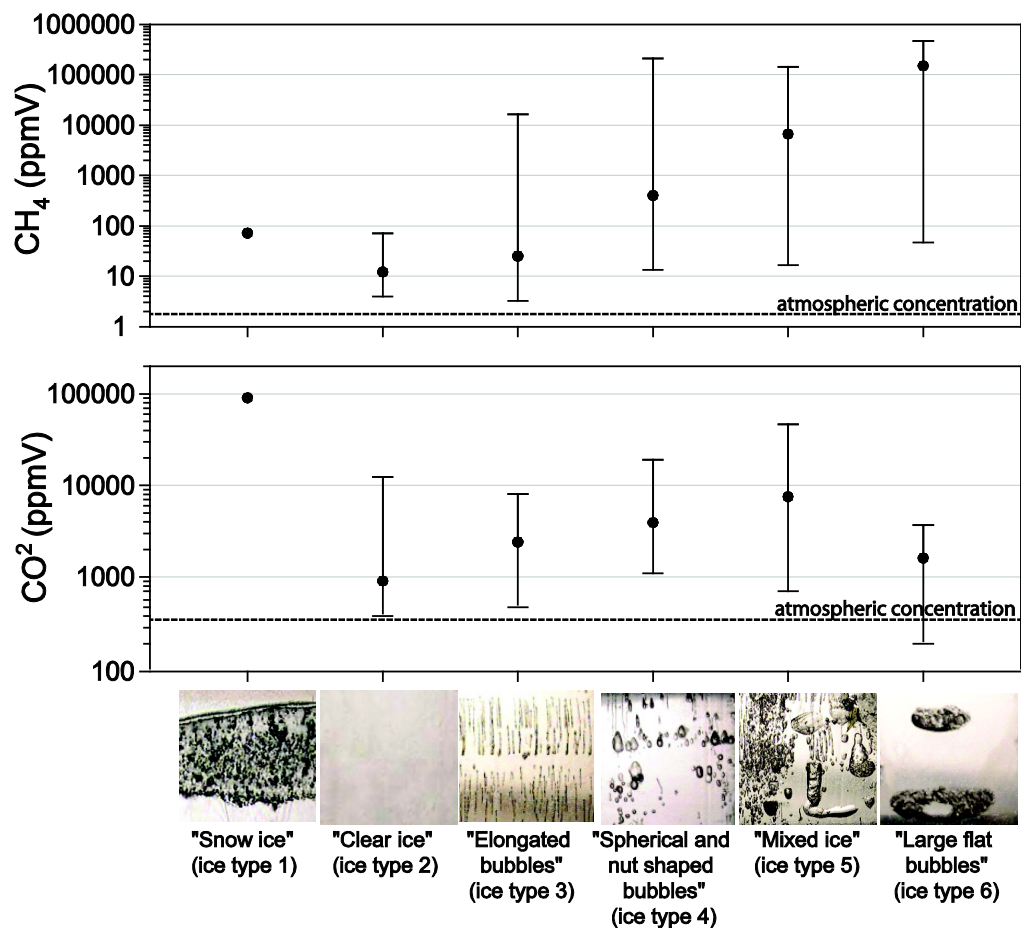 1000000
100000
10000
1000
100
10
1
CH₄ (ppmV)
atmospheric concentration
100000
10000
1000
100
CO² (ppmV)
atmospheric concentration
"Snow ice"
(ice type 1)
"Clear ice"
(ice type 2)
"Elongated
bubbles"
(ice type 3)
"Spherical and
nut shaped
bubbles"
(ice type 4)
"Mixed ice"
(ice type 5)
"Large flat
bubbles"
(ice type 6)